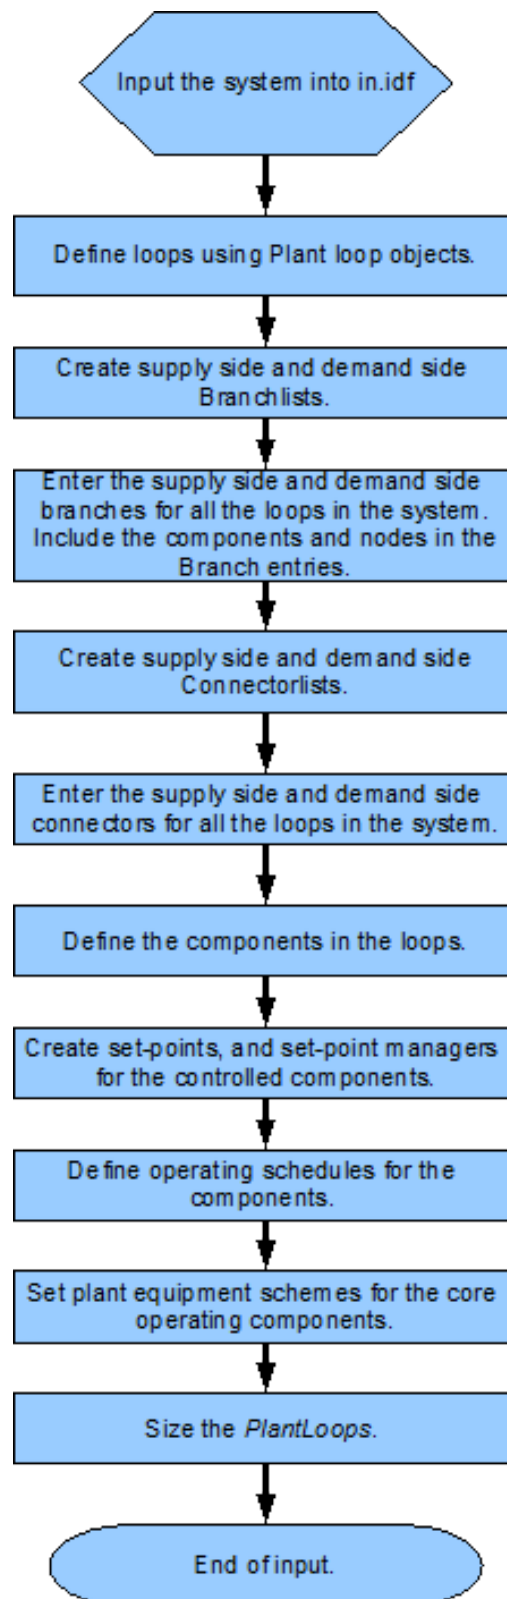 Input the system into in.idf
Define loops using Plant loop objects.
Create supply side and demand side
Branchlists.
Enter the supply side and demand side
branches for all the loops in the system.
Include the components and nodes in the
Branch entries.
Create supply side and demand side
Connectorlists.
Enter the supply side and demand side
connectors for all the loops in the system.
Define the components in the loops.
Create set-points, and set-point managers
for the controlled components.
Define operating schedules for the
components.
Set plant equipment schemes for the core
operating components.
Size the PlantLoops.
End of input.